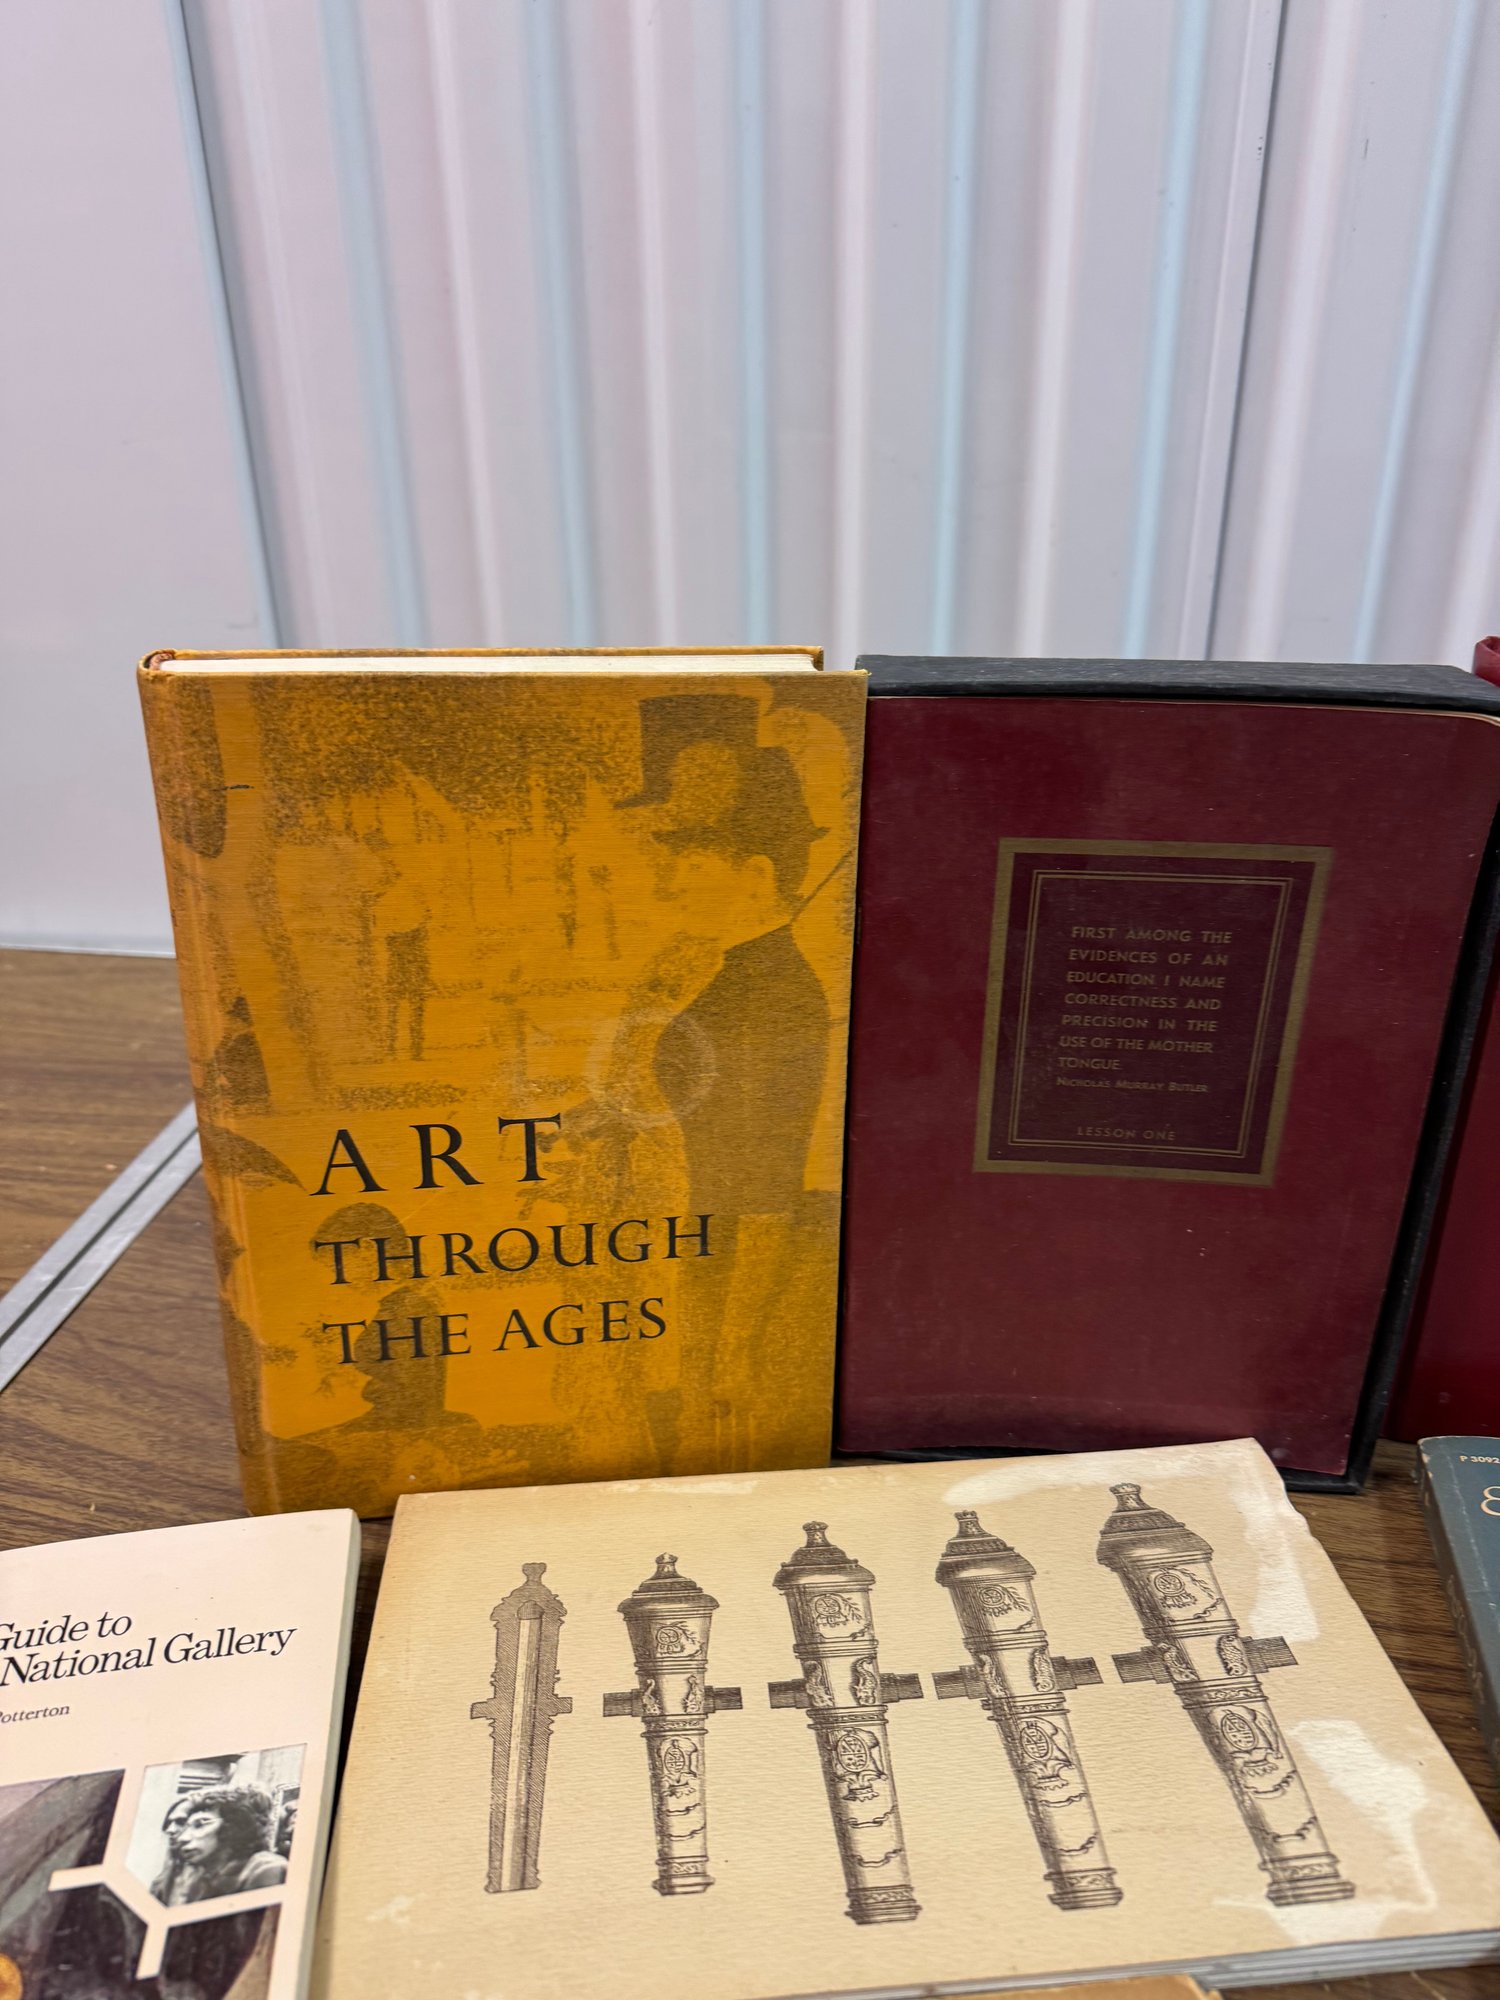 ART
THROUGH
THE AGES
FIRST AMONG THE
EVIDENCES OF AN
EDUCATION I NAME
CORRECTNESS AND
PRECISION IN THE
USE OF THE MOTHER
TONGUE.
NICHOLAS MURRAY BUTLER
LESSON ONE
P 3092
Guide to
National Gallery
Potterton